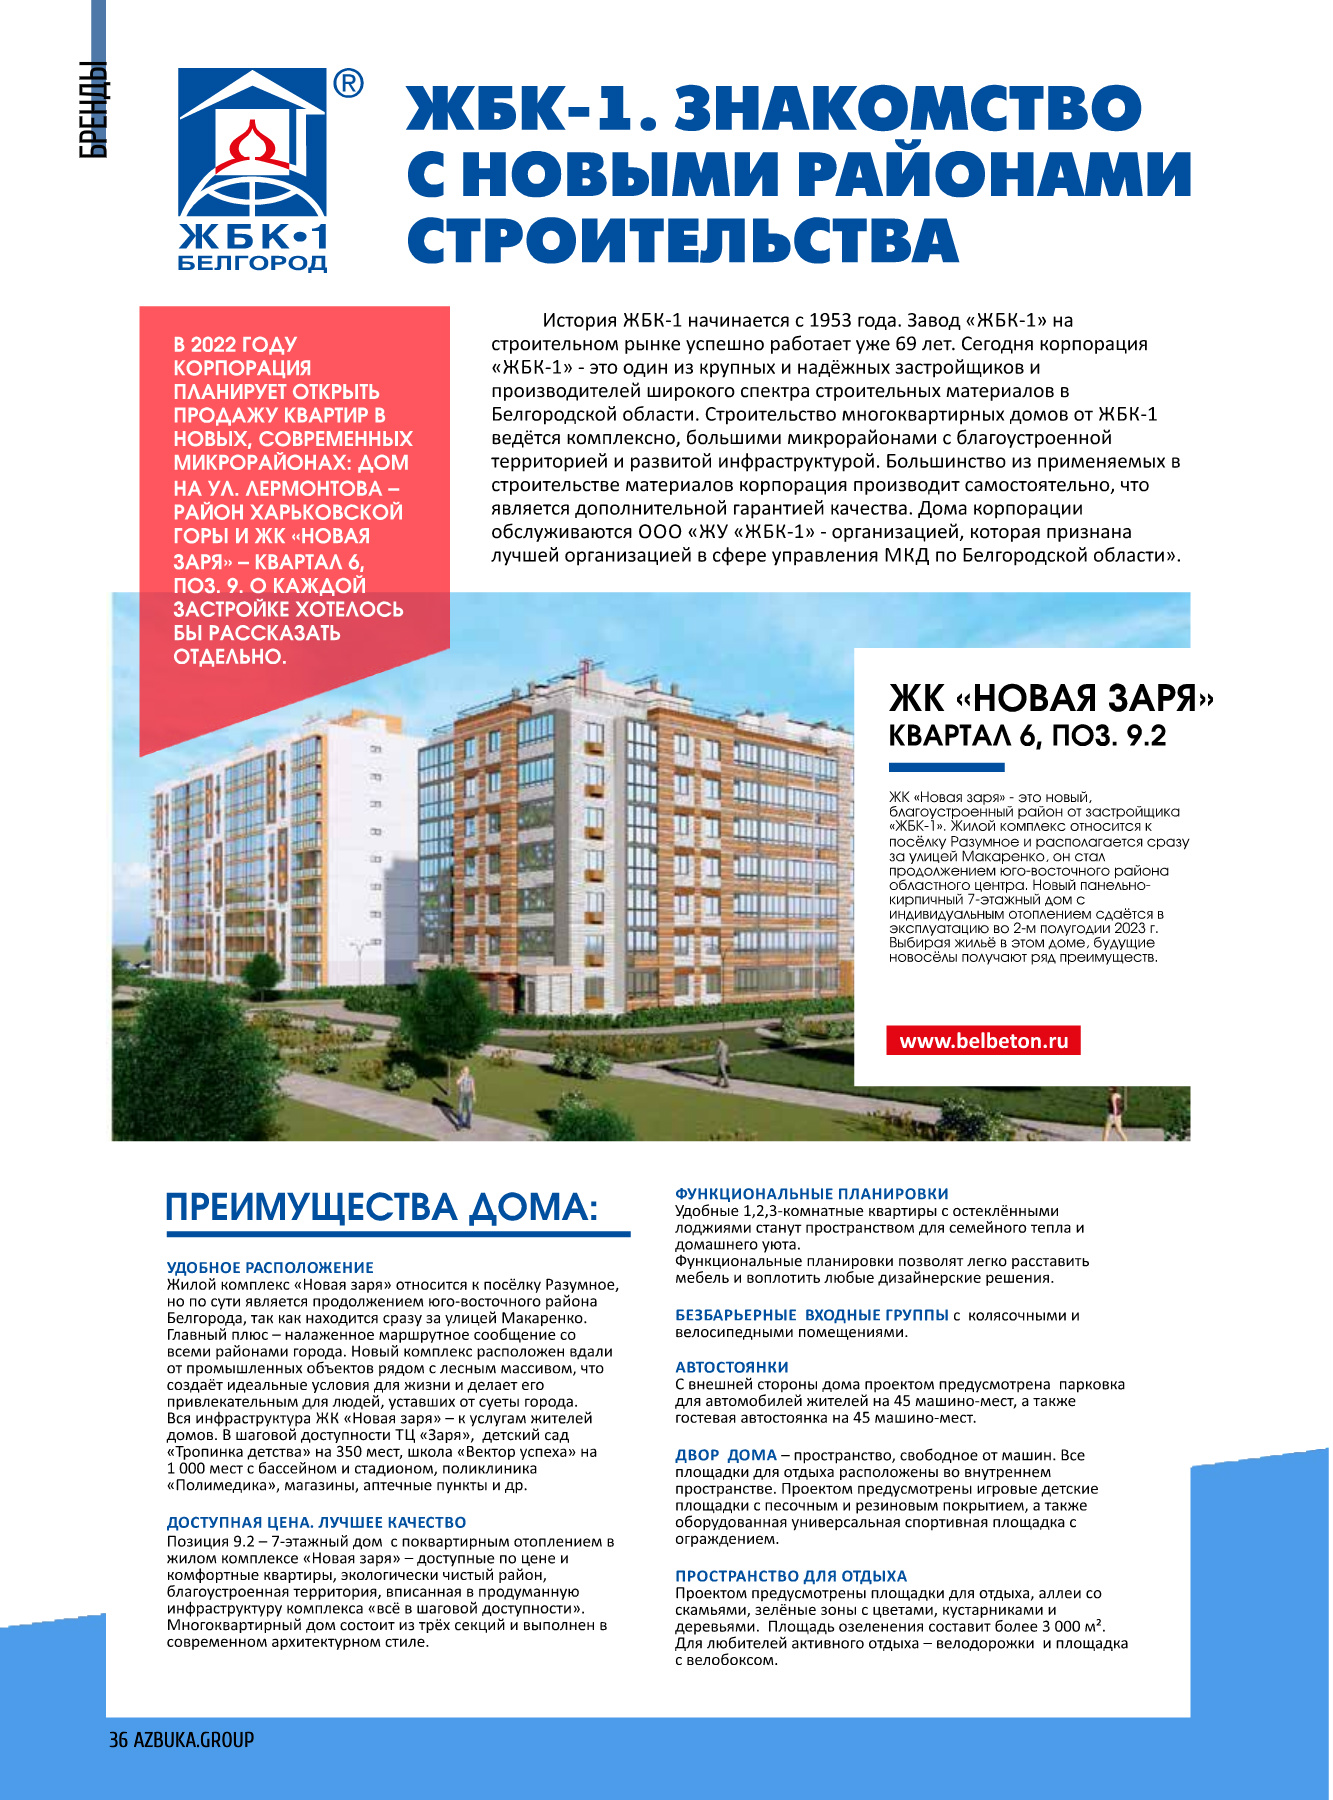 БРЕНДЫ
®
ЖБК•1
БЕЛГОРОД
ЖБК-1. ЗНАКОМСТВО
С НОВЫМИ РАЙОНАМИ
СТРОИТЕЛЬСТВА
В 2022 ГОДУ
КОРПОРАЦИЯ
ПЛАНИРУЕТ ОТКРЫТЬ
ПРОДАЖУ КВАРТИР В
НОВЫХ, СОВРЕМЕННЫХ
МИКРОРАЙОНАХ: ДОМ
НА УЛ. ЛЕРМОНТОВА –
РАЙОН ХАРЬКОВСКОЙ
ГОРЫ И ЖК «НОВАЯ
ЗАРЯ» – КВАРТАЛ 6,
ПОЗ. 9. О КАЖДОЙ
ЗАСТРОЙКЕ ХОТЕЛОСЬ
БЫ РАССКАЗАТЬ
ОТДЕЛЬНО.
История ЖБК-1 начинается с 1953 года. Завод «ЖБК-1» на
строительном рынке успешно работает уже 69 лет. Сегодня корпорация
«ЖБК-1» - это один из крупных и надёжных застройщиков и
производителей широкого спектра строительных материалов в
Белгородской области. Строительство многоквартирных домов от ЖБК-1
ведётся комплексно, большими микрорайонами с благоустроенной
территорией и развитой инфраструктурой. Большинство из применяемых в
строительстве материалов корпорация производит самостоятельно, что
является дополнительной гарантией качества. Дома корпорации
обслуживаются ООО «ЖУ «ЖБК-1» - организацией, которая признана
лучшей организацией в сфере управления МКД по Белгородской области».
ЖК «НОВАЯ ЗАРЯ»
КВАРТАЛ 6, ПОЗ. 9.2
ЖК «Новая заря» - это новый,
благоустроенный район от застройщика
«ЖБК-1». Жилой комплекс относится к
посёлку Разумное и располагается сразу
за улицей Макаренко, он стал
продолжением юго-восточного района
областного центра. Новый панельно-
кирпичный 7-этажный дом с
индивидуальным отоплением сдаётся в
эксплуатацию во 2-м полугодии 2023 г.
Выбирая жильё в этом доме, будущие
новосёлы получают ряд преимуществ.
www.belbeton.ru
ПРЕИМУЩЕСТВА ДОМА:
УДОБНОЕ РАСПОЛОЖЕНИЕ
Жилой комплекс «Новая заря» относится к посёлку Разумное,
но по сути является продолжением юго-восточного района
Белгорода, так как находится сразу за улицей Макаренко.
Главный плюс – налаженное маршрутное сообщение со
всеми районами города. Новый комплекс расположен вдали
от промышленных объектов рядом с лесным массивом, что
создаёт идеальные условия для жизни и делает его
привлекательным для людей, уставших от суеты города.
Вся инфраструктура ЖК «Новая заря» – к услугам жителей
домов. В шаговой доступности ТЦ «Заря», детский сад
«Тропинка детства» на 350 мест, школа «Вектор успеха» на
1 000 мест с бассейном и стадионом, поликлиника
«Полимедика», магазины, аптечные пункты и др.
ДОСТУПНАЯ ЦЕНА. ЛУЧШЕЕ КАЧЕСТВО
Позиция 9.2 – 7-этажный дом с поквартирным отоплением в
жилом комплексе «Новая заря» – доступные по цене и
комфортные квартиры, экологически чистый район,
благоустроенная территория, вписанная в продуманную
инфраструктуру комплекса «всё в шаговой доступности».
Многоквартирный дом состоит из трёх секций и выполнен в
современном архитектурном стиле.
ФУНКЦИОНАЛЬНЫЕ ПЛАНИРОВКИ
Удобные 1,2,3-комнатные квартиры с остеклёнными
лоджиями станут пространством для семейного тепла и
домашнего уюта.
Функциональные планировки позволят легко расставить
мебель и воплотить любые дизайнерские решения.
БЕЗБАРЬЕРНЫЕ ВХОДНЫЕ ГРУППЫ с колясочными и
велосипедными помещениями.
АВТОСТОЯНКИ
С внешней стороны дома проектом предусмотрена парковка
для автомобилей жителей на 45 машино-мест, а также
гостевая автостоянка на 45 машино-мест.
ДВОР ДОМА – пространство, свободное от машин. Все
площадки для отдыха расположены во внутреннем
пространстве. Проектом предусмотрены игровые детские
площадки с песочным и резиновым покрытием, а также
оборудованная универсальная спортивная площадка с
ограждением.
ПРОСТРАНСТВО ДЛЯ ОТДЫХА
Проектом предусмотрены площадки для отдыха, аллеи со
скамьями, зелёные зоны с цветами, кустарниками и
деревьями. Площадь озеленения составит более 3 000 м².
Для любителей активного отдыха – велодорожки и площадка
с велобоксом.
36 AZBUKA.GROUP